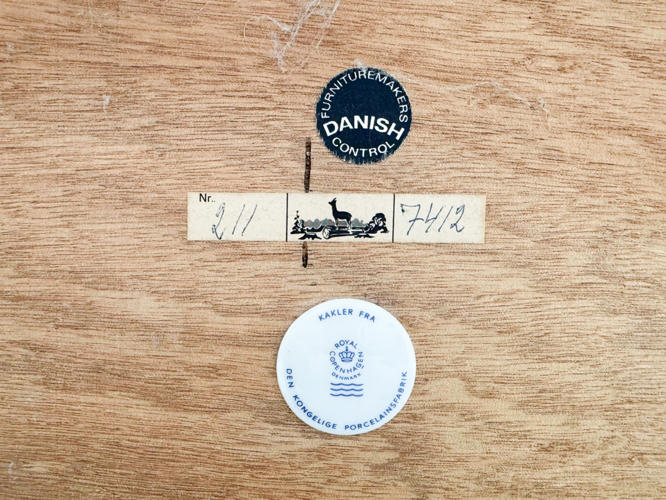 FURNITUREMAKERS
DANISH
CONTROL
Nr. 211 7412
KAKLER FRA
ROYAL
COPENHAGEN
DENMARK
DEN KONGELIGE PORCELAINSFABRIK